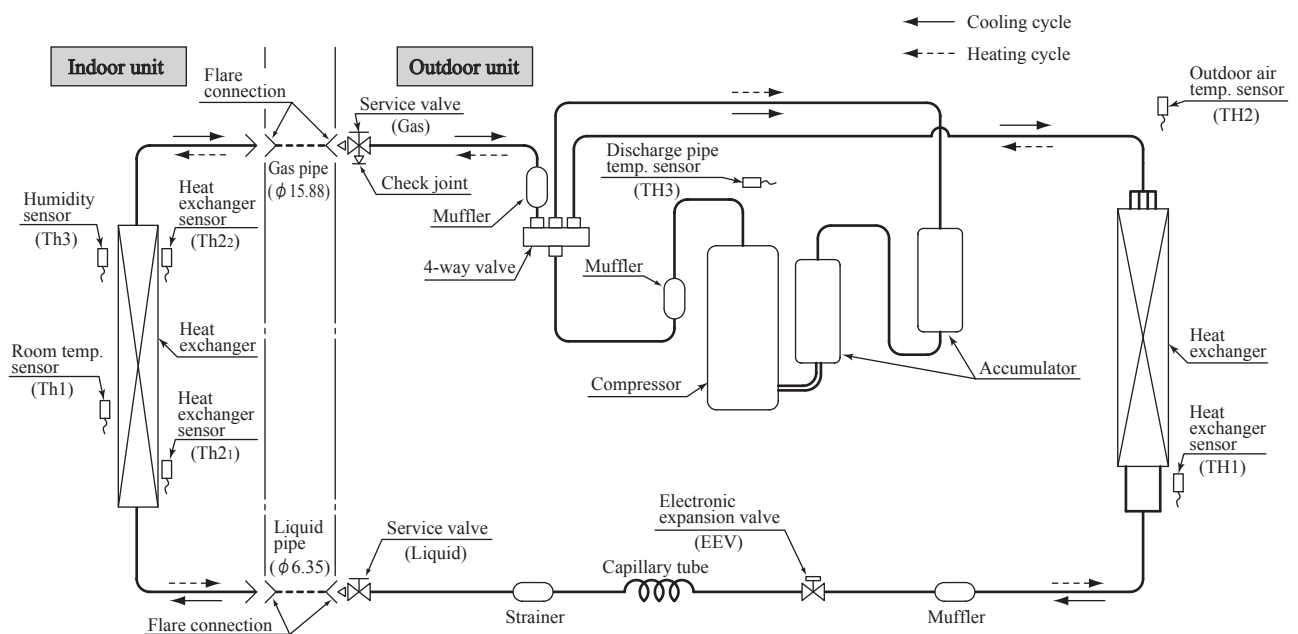 Cooling cycle
Heating cycle
Indoor unit
Outdoor unit
Flare
connection
Service valve
(Gas)
Outdoor air
temp. sensor
(TH2)
Gas pipe
(ϕ15.88)
Check joint
Discharge pipe
temp. sensor
(TH3)
Humidity
sensor
(Th3)
Heat
exchanger
sensor
(Th2₂)
Muffler
4-way valve
Muffler
Heat
exchanger
Room temp.
sensor
(Th1)
Compressor
Accumulator
Heat
exchanger
Heat
exchanger
sensor
(Th2₁)
Heat
exchanger
sensor
(TH1)
Liquid
pipe
(ϕ6.35)
Service valve
(Liquid)
Electronic
expansion valve
(EEV)
Capillary tube
Strainer
Muffler
Flare connection